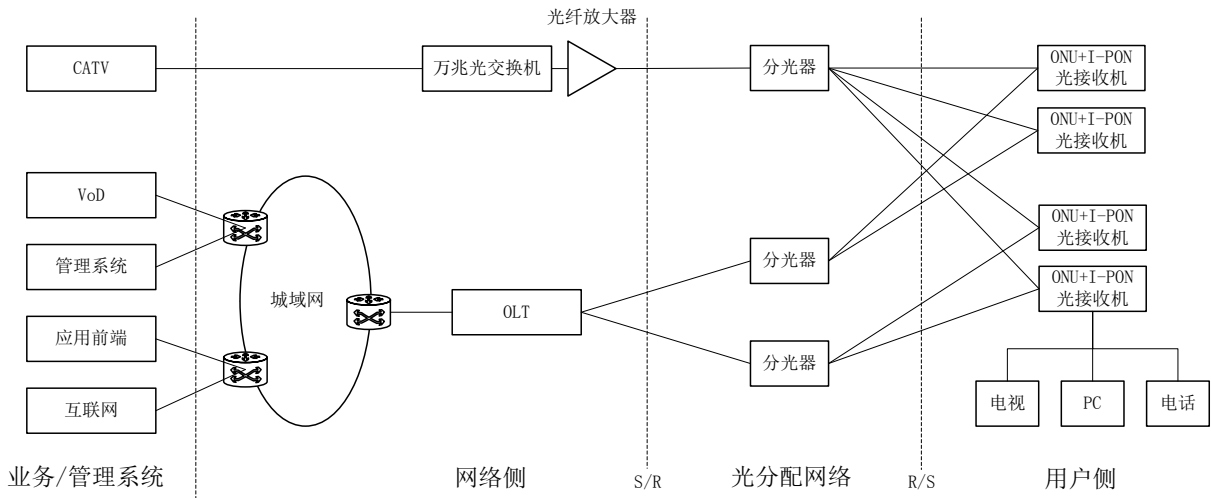 光纤放大器
CATV
万兆光交换机
分光器
ONU+I-PON
光接收机
ONU+I-PON
光接收机
VoD
管理系统
城域网
应用前端
互联网
OLT
分光器
分光器
ONU+I-PON
光接收机
ONU+I-PON
光接收机
电视
PC
电话
业务/管理系统
网络侧
S/R
光分配网络
R/S
用户侧